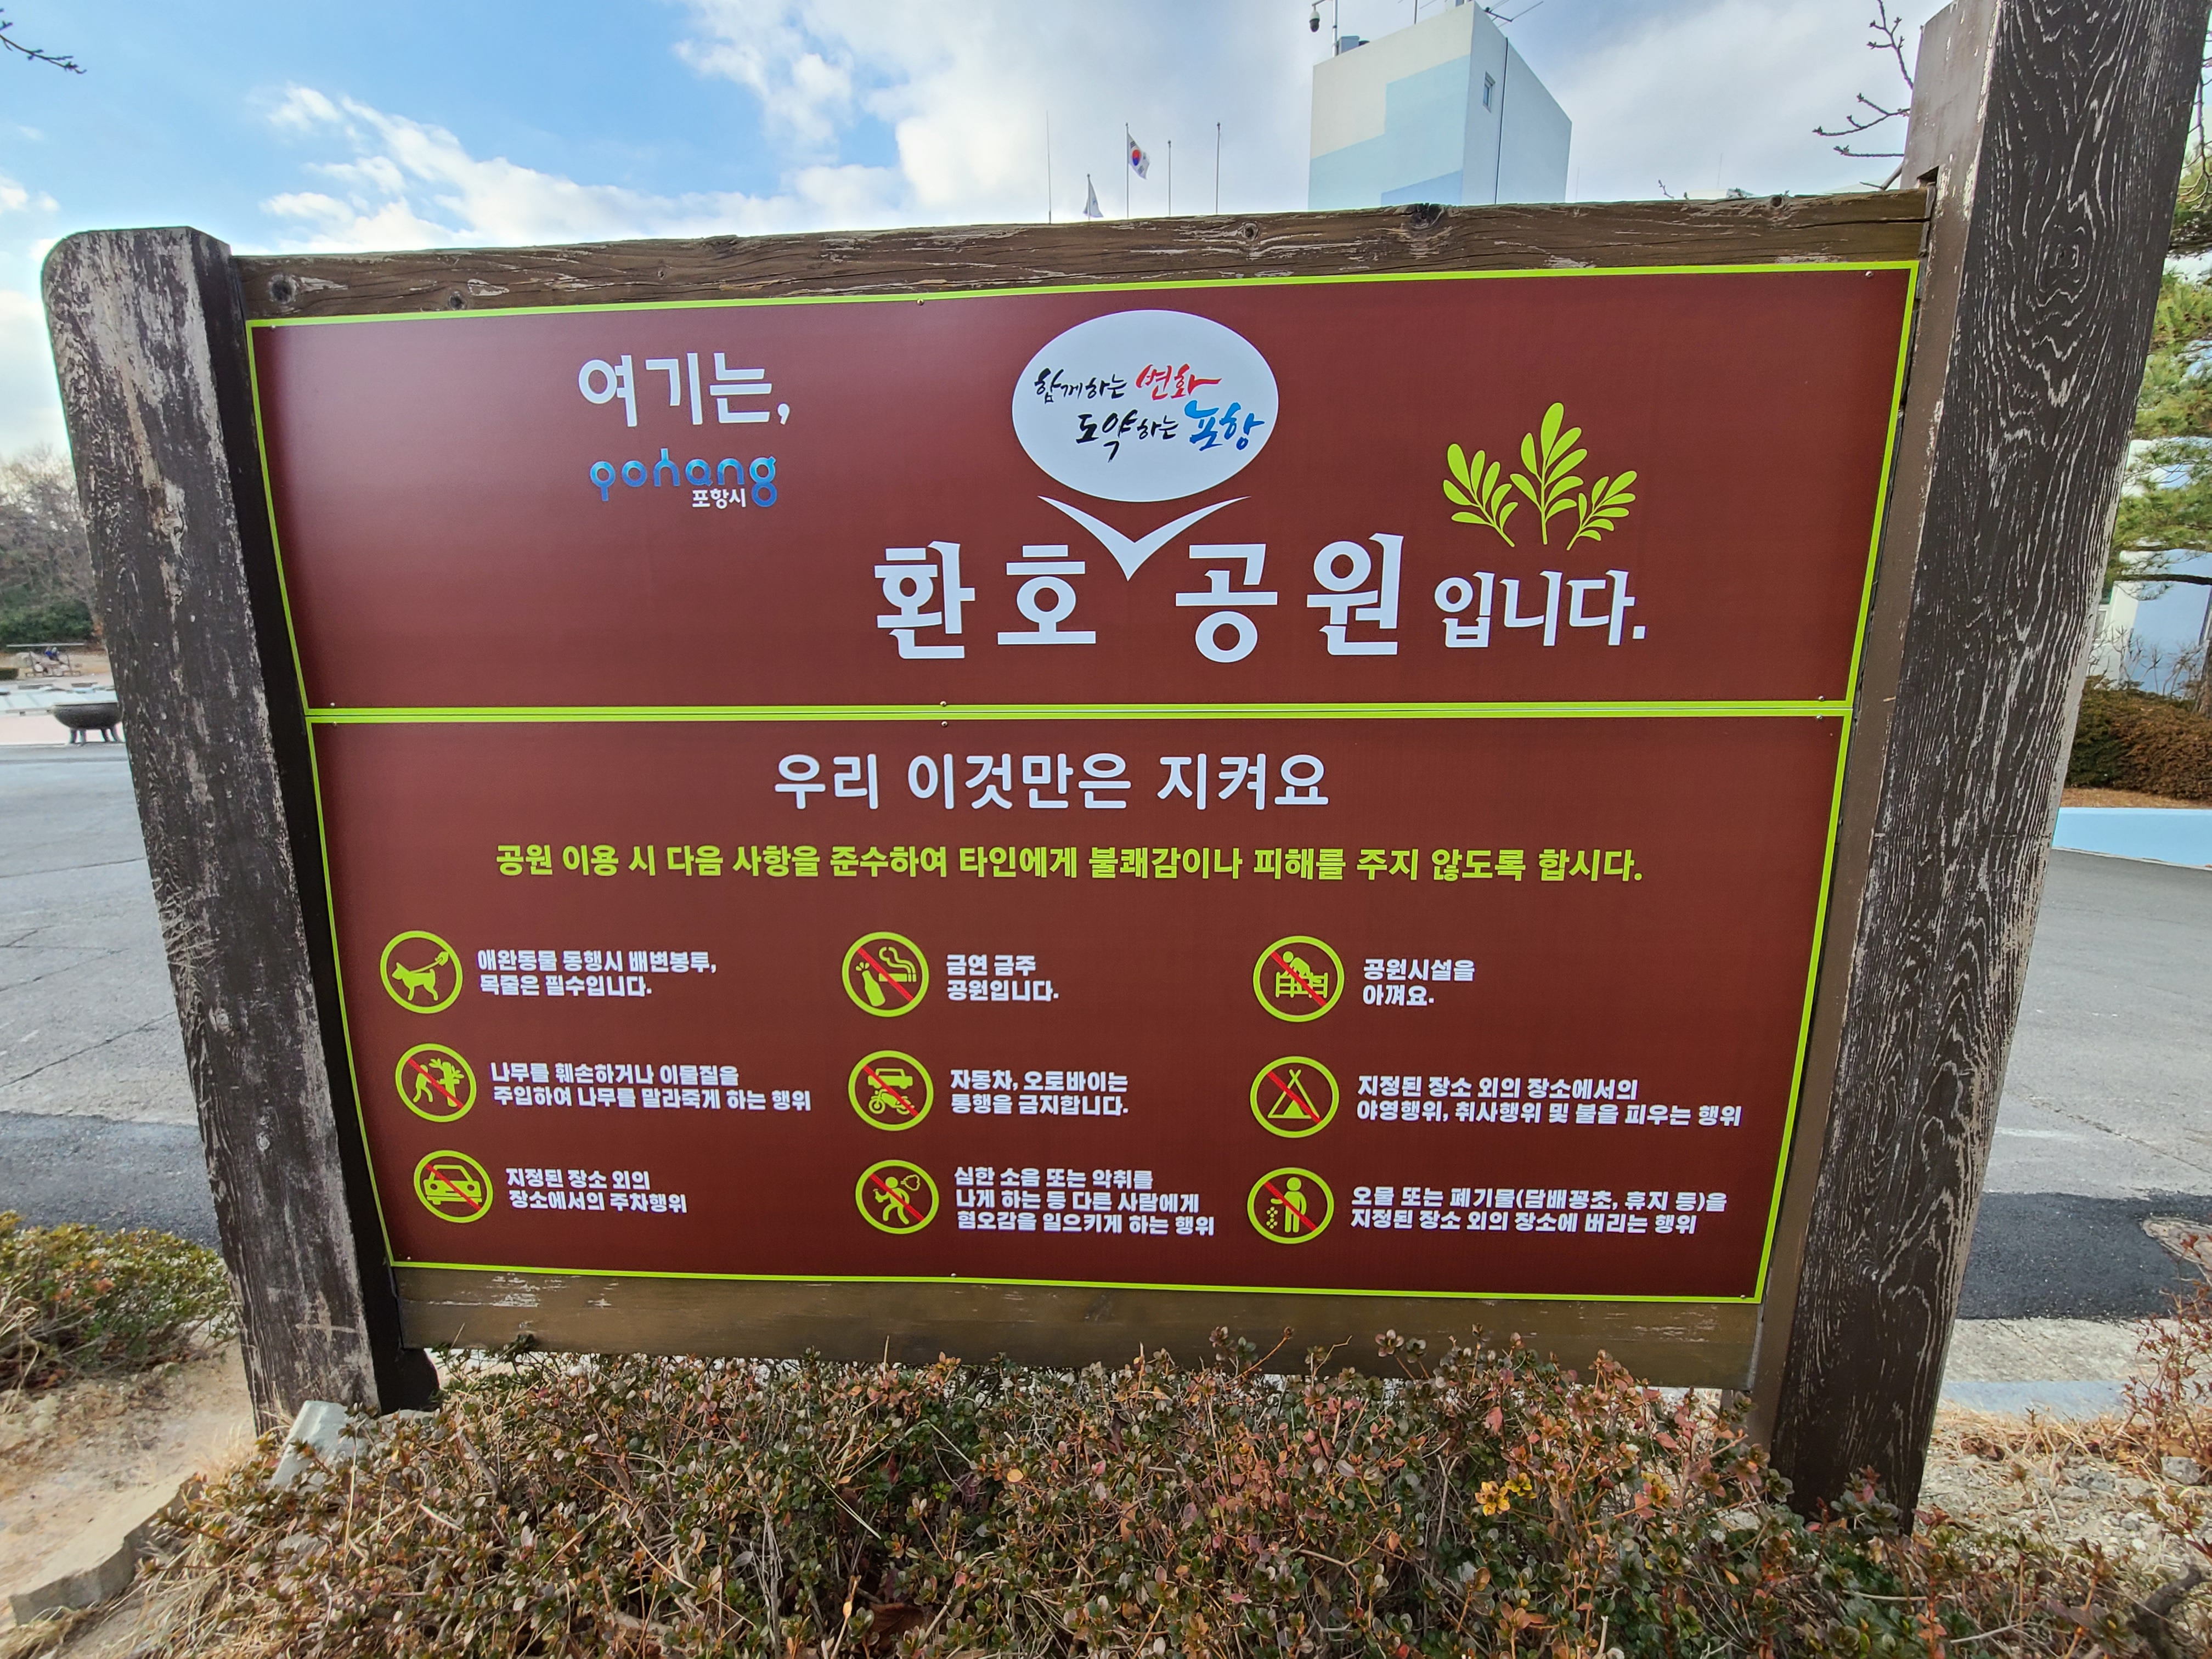 여기는,
pohang
포항시
함께하는 변화
도약하는 포항
환호 공원 입니다.
우리 이것만은 지켜요
공원 이용 시 다음 사항을 준수하여 타인에게 불쾌감이나 피해를 주지 않도록 합시다.
애완동물 동행시 배변봉투,
목줄은 필수입니다.
금연 금주
공원입니다.
공원시설을
아껴요.
나무를 훼손하거나 이물질을
주입하여 나무를 말라죽게 하는 행위
자동차, 오토바이는
통행을 금지합니다.
지정된 장소 외의 장소에서의
야영행위, 취사행위 및 불을 피우는 행위
지정된 장소 외의
장소에서의 주차행위
심한 소음 또는 악취를
나게 하는 등 다른 사람에게
혐오감을 일으키게 하는 행위
오물 또는 폐기물(담배꽁초, 휴지 등)을
지정된 장소 외의 장소에 버리는 행위